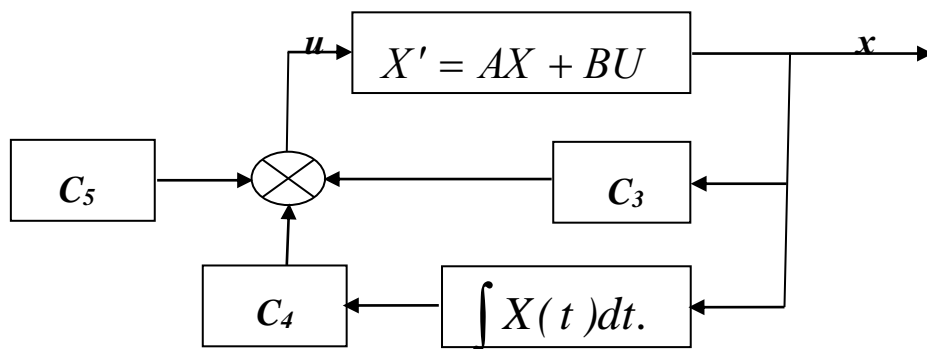 u
X' = AX + BU
x
C₅
C₃
C₄
∫ X( t )dt.